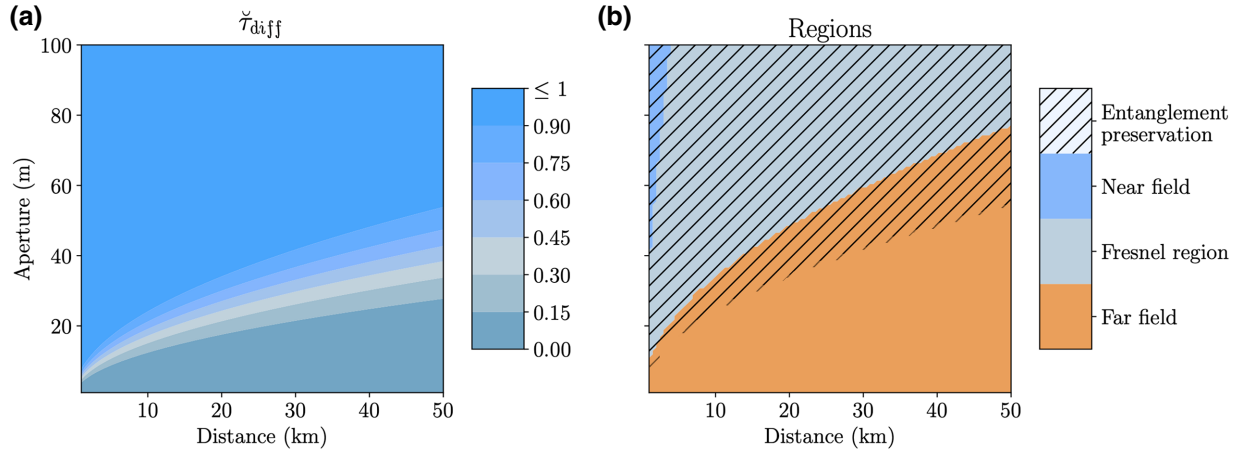 (a)
τ̆diff
Aperture (m)
100
80
60
40
20
10
20
30
40
50
Distance (km)
≤ 1
0.90
0.75
0.60
0.45
0.30
0.15
0.00
(b)
Regions
10
20
30
40
50
Distance (km)
Entanglement
preservation
Near field
Fresnel region
Far field